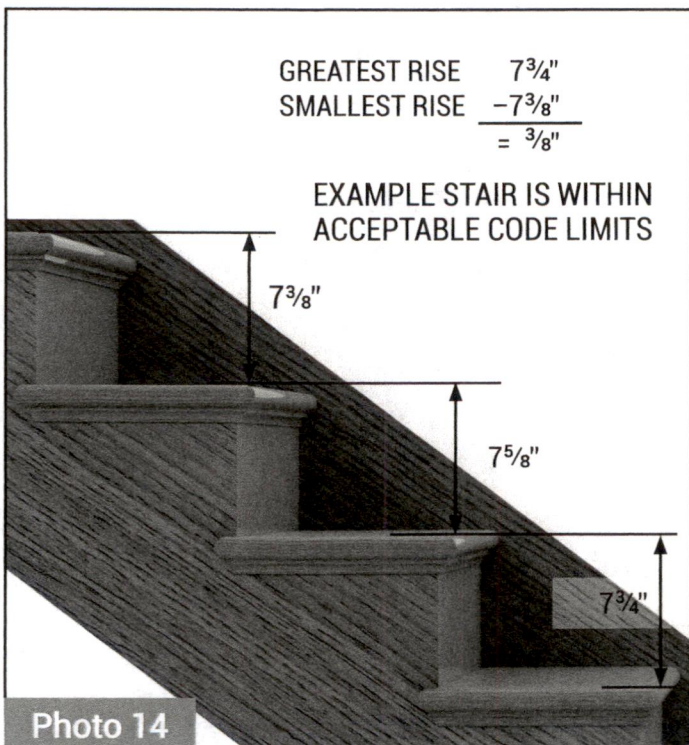 GREATEST RISE 7¾"
SMALLEST RISE –7⅜"
= ⅜"
EXAMPLE STAIR IS WITHIN
ACCEPTABLE CODE LIMITS
7⅜"
7⅝"
7¾"
Photo 14